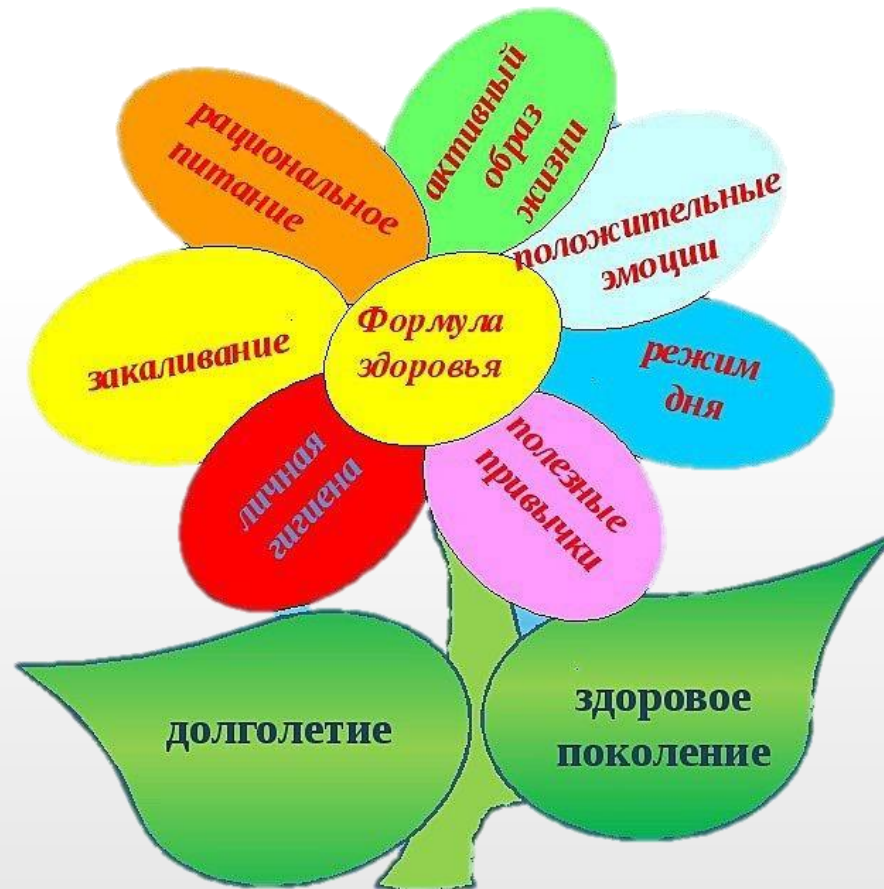 активный
образ
жизни
рациональное
питание
положительные
эмоции
закаливание
Формула
здоровья
режим
дня
личная
гигиена
полезные
привычки
долголетие
здоровое
поколение